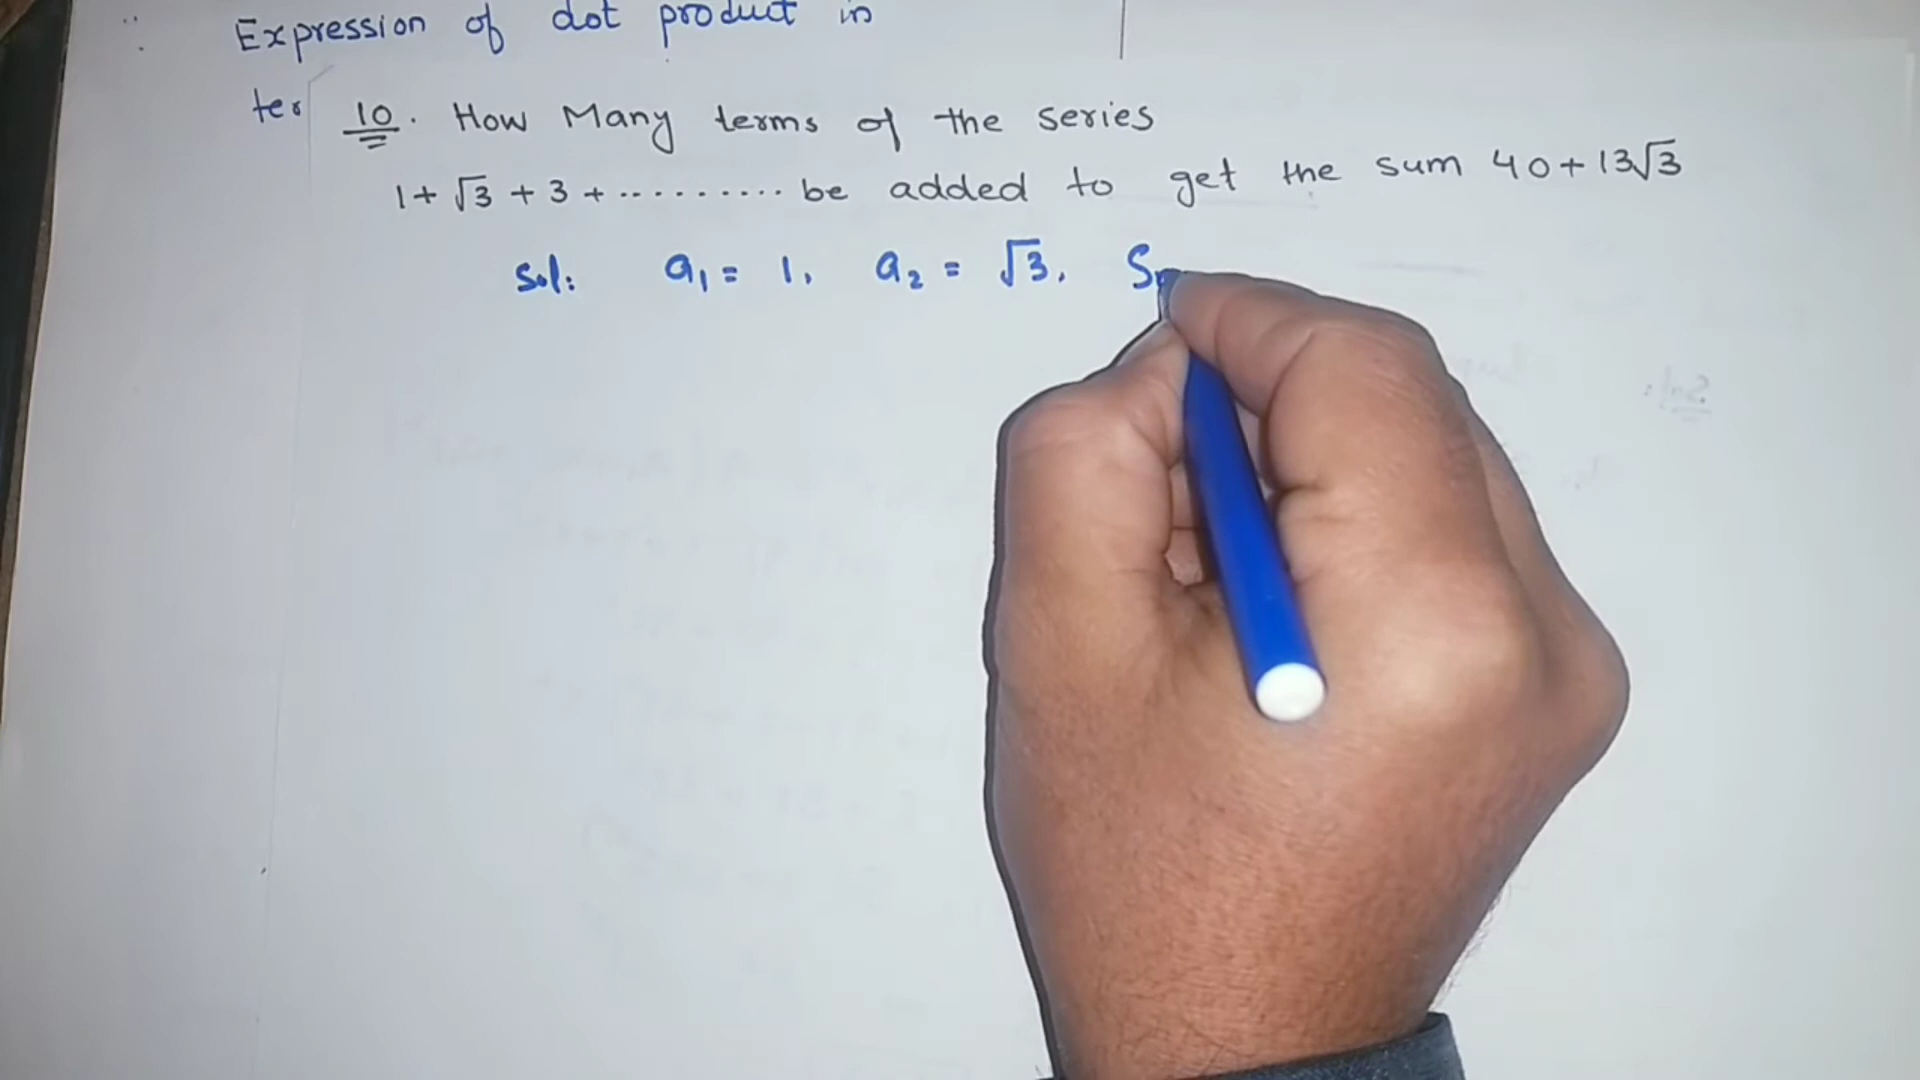 Expression of dot product in
ter
10. How Many terms of the series
1 + √3 + 3 + .......... be added to get the sum 40 + 13√3
Sol: a₁ = 1, a₂ = √3, S